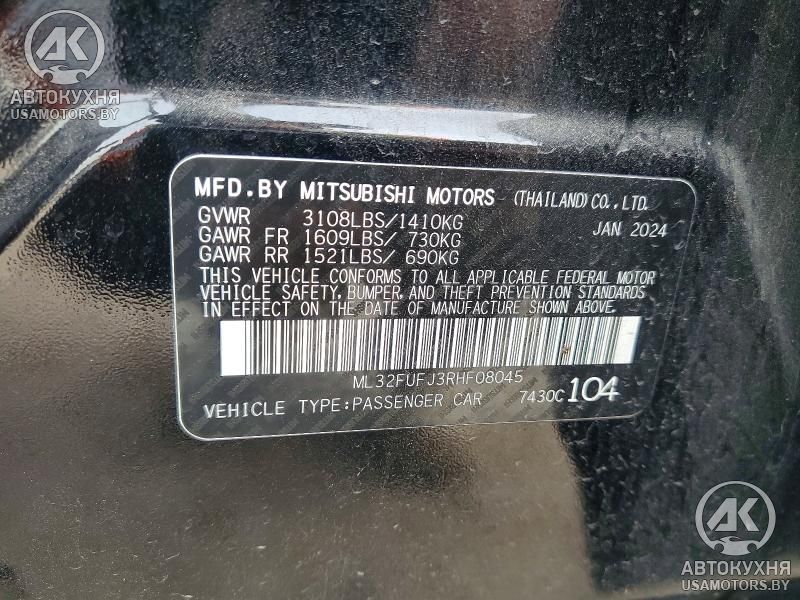 AK
АВТОКУХНЯ
USAMOTORS.BY
MFD.BY MITSUBISHI MOTORS (THAILAND)CO.,LTD.
GVWR 3108LBS/1410KG JAN 2024
GAWR FR 1609LBS/ 730KG
GAWR RR 1521LBS/ 690KG
THIS VEHICLE CONFORMS TO ALL APPLICABLE FEDERAL MOTOR
VEHICLE SAFETY, BUMPER, AND THEFT PREVENTION STANDARDS
IN EFFECT ON THE DATE OF MANUFACTURE SHOWN ABOVE.
ML32FUFJ3RHF08045
VEHICLE TYPE:PASSENGER CAR 7430C 104
AK
АВТОКУХНЯ
USAMOTORS.BY